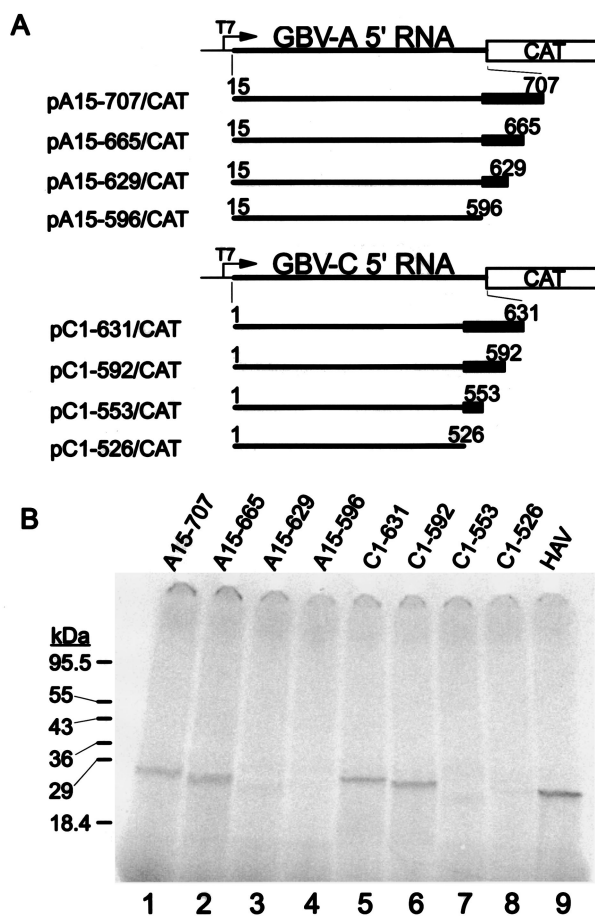 A
T7 GBV-A 5' RNA CAT
15 707
pA15-707/CAT
15 665
pA15-665/CAT
15 629
pA15-629/CAT
15 596
pA15-596/CAT
T7 GBV-C 5' RNA CAT
1 631
pC1-631/CAT
1 592
pC1-592/CAT
1 553
pC1-553/CAT
1 526
pC1-526/CAT
B
A15-707 A15-665 A15-629 A15-596 C1-631 C1-592 C1-553 C1-526 HAV
kDa
95.5
55
43
36
29
18.4
1 2 3 4 5 6 7 8 9